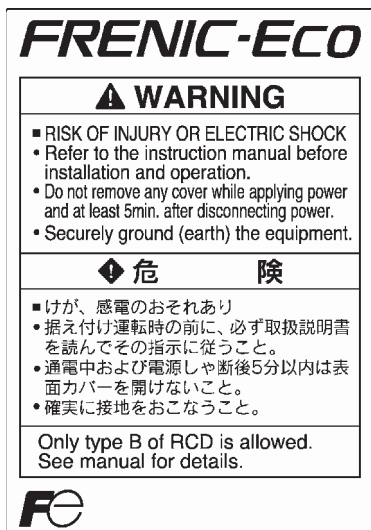 FRENIC-Eco
WARNING
■ RISK OF INJURY OR ELECTRIC SHOCK
• Refer to the instruction manual before
installation and operation.
• Do not remove any cover while applying power
and at least 5min. after disconnecting power.
• Securely ground (earth) the equipment.
危 険
■けが、感電のおそれあり
•据え付け運転時の前に、必ず取扱説明書
を読んでその指示に従うこと。
•通電中および電源しゃ断後5分以内は表
面カバーを開けないこと。
•確実に接地をおこなうこと。
Only type B of RCD is allowed.
See manual for details.
Fe